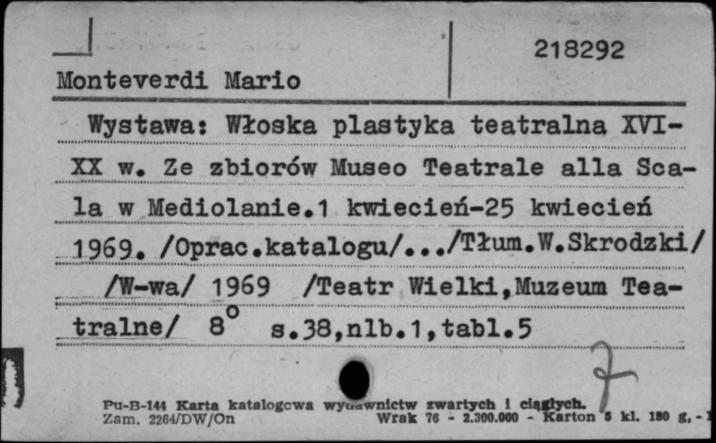 218292
Monteverdi Mario
Wystawa: Włoska plastyka teatralna XVI-
XX w. Ze zbiorów Museo Teatrale alla Sca-
la w Mediolanie.1 kwiecień-25 kwiecień
1969. /Oprac.katalogu/.../Tłum.W.Skrodzki/
/W-wa/ 1969 /Teatr Wielki,Muzeum Tea-
tralne/ 8° s.38,nlb.1,tabl.5
Pu-B-144 Karta katalogowa wydawnictw zwartych i ciągłych.
Zam. 2264/DW/On Wrak 76 - 2.300.000 - Karton 5 kl. 180 g, -